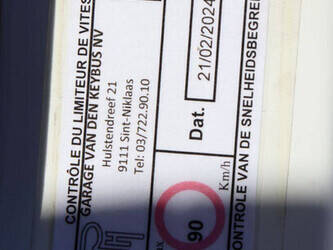 CONTRÔLE DU LIMITEUR DE VITES
GARAGE VAN DEN KEYBUS NV
Hulstendreef 21
9111 Sint-Niklaas
Tel: 03/722.90.10
Dat. 21/02/2024
90 Km/h
CONTROLE VAN DE SNELHEIDSBEGRE